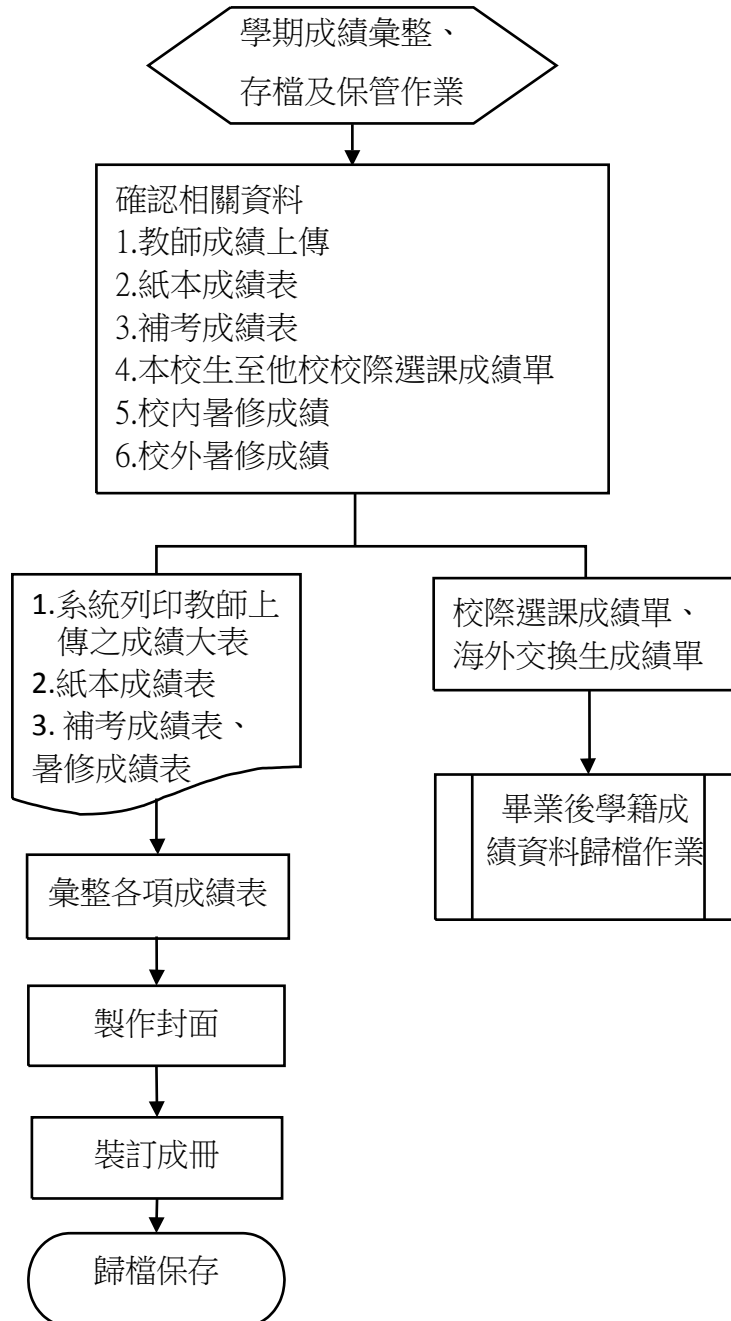 學期成績彙整、
存檔及保管作業
確認相關資料
1.教師成績上傳
2.紙本成績表
3.補考成績表
4.本校生至他校校際選課成績單
5.校內暑修成績
6.校外暑修成績
1.系統列印教師上
傳之成績大表
2.紙本成績表
3. 補考成績表、
暑修成績表
校際選課成績單、
海外交換生成績單
畢業後學籍成
績資料歸檔作業
彙整各項成績表
製作封面
裝訂成冊
歸檔保存